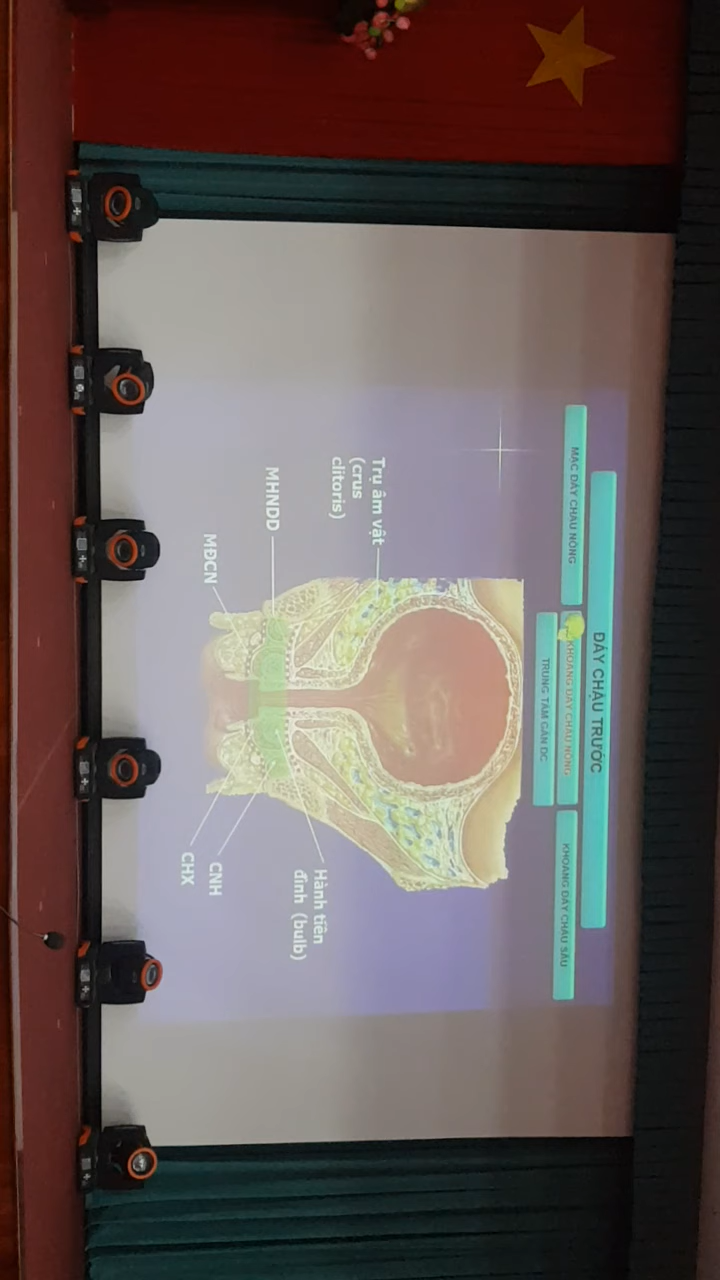 DÁY CHẬU TRƯỚC
MẠC ĐÁY CHẬU NÔNG
KHOANG ĐÁY CHẬU NÔNG
KHOANG ĐÁY CHẬU SÂU
TRUNG TÂM GÂN ĐC
Trụ âm vật
(crus
clitoris)
MHNDD
MĐCN
Hành tiền
đình (bulb)
CNH
CHX